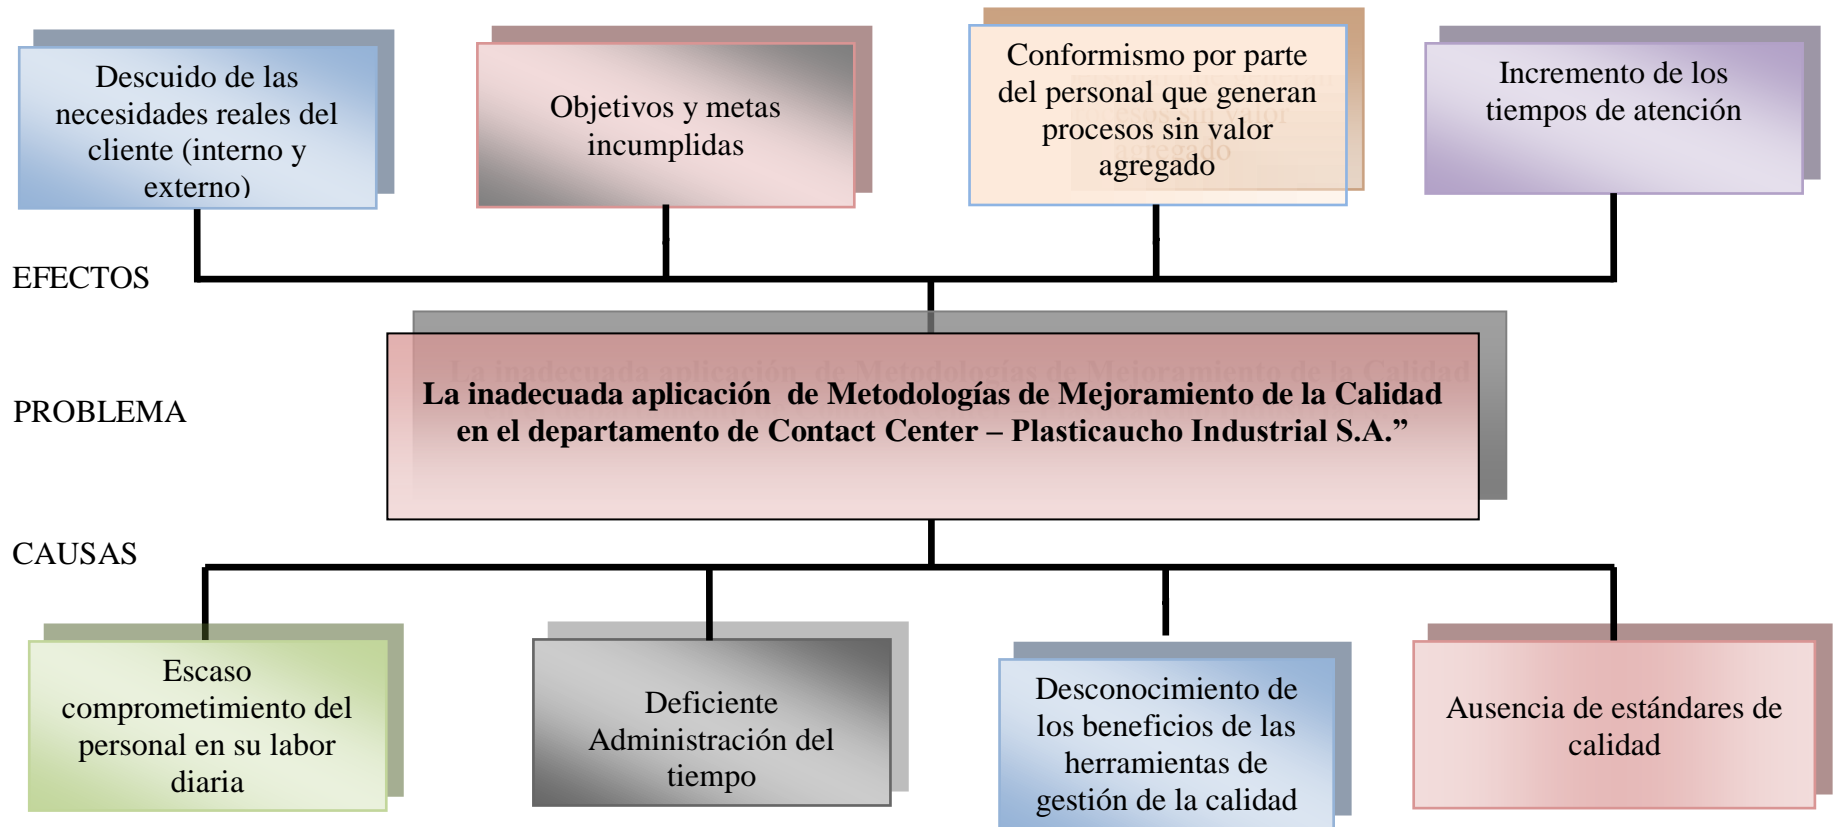 Descuido de las
necesidades reales del
cliente (interno y
externo)
Objetivos y metas
incumplidas
Conformismo por parte
del personal que generan
procesos sin valor
agregado
Incremento de los
tiempos de atención
EFECTOS
PROBLEMA
La inadecuada aplicación  de Metodologías de Mejoramiento de la Calidad
en el departamento de Contact Center – Plasticaucho Industrial S.A.”
CAUSAS
Escaso
comprometimiento del
personal en su labor
diaria
Deficiente
Administración del
tiempo
Desconocimiento de
los beneficios de las
herramientas de
gestión de la calidad
Ausencia de estándares de
calidad